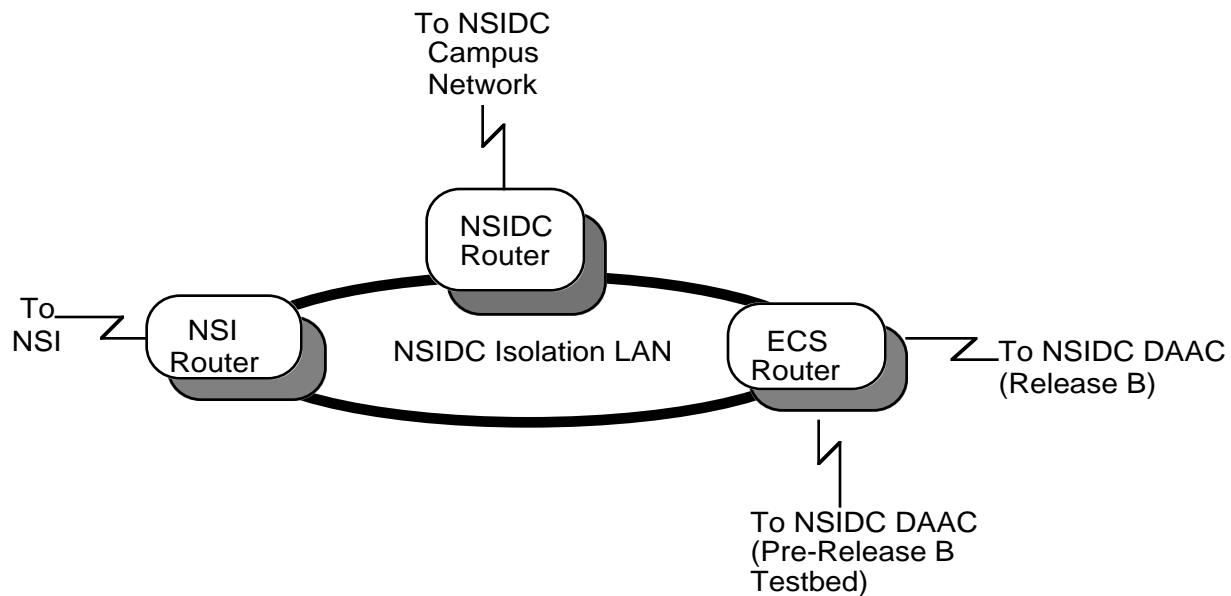 To NSIDC
Campus
Network
NSIDC
Router
To
NSI
NSI
Router
NSIDC Isolation LAN
ECS
Router
To NSIDC DAAC
(Release B)
To NSIDC DAAC
(Pre-Release B
Testbed)